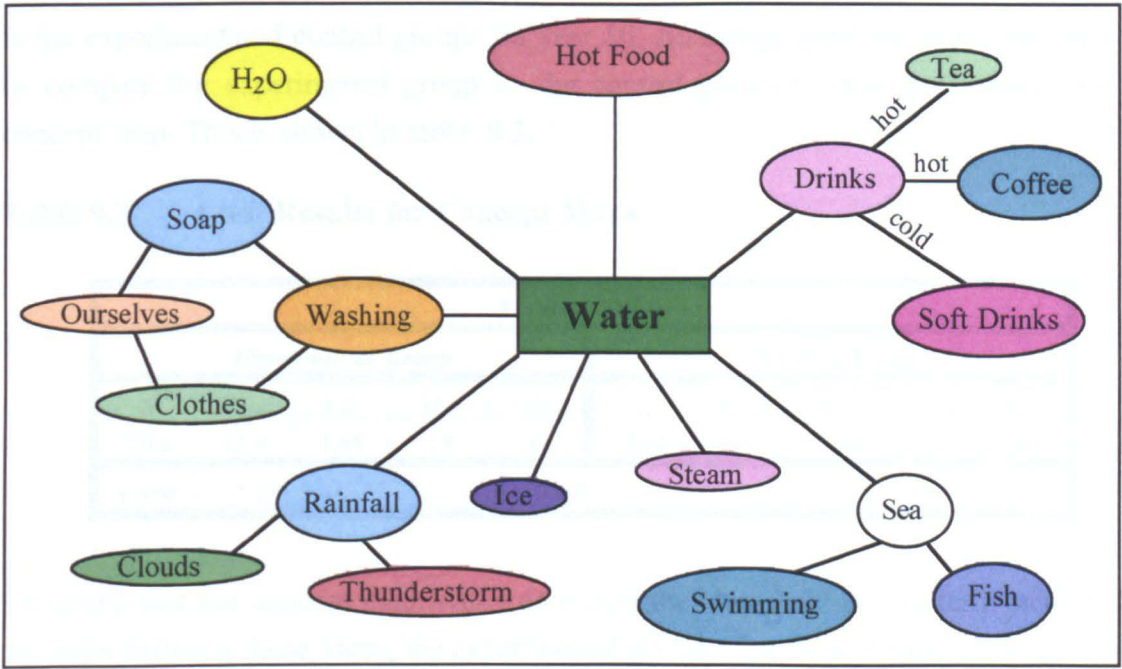 H₂O
Hot Food
Tea
hot
Drinks
hot
Coffee
cold
Soap
Ourselves
Washing
Water
Soft Drinks
Clothes
Steam
Rainfall
Ice
Sea
Clouds
Thunderstorm
Swimming
Fish